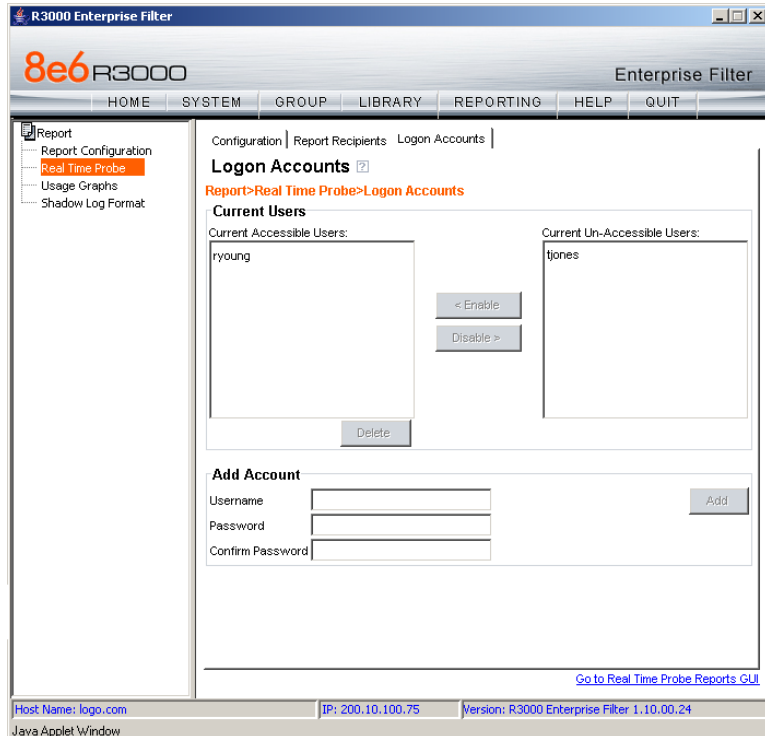 R3000 Enterprise Filter
8e6 R3000
Enterprise Filter
HOME SYSTEM GROUP LIBRARY REPORTING HELP QUIT
Report
Report Configuration
Real Time Probe
Usage Graphs
Shadow Log Format
Configuration Report Recipients Logon Accounts
Logon Accounts ?
Report>Real Time Probe>Logon Accounts
Current Users
Current Accessible Users: Current Un-Accessible Users:
ryoung tjones
< Enable
Disable >
Delete
Add Account
Username Add
Password
Confirm Password
Go to Real Time Probe Reports GUI
Host Name: logo.com IP: 200.10.100.75 Version: R3000 Enterprise Filter 1.10.00.24
Java Applet Window